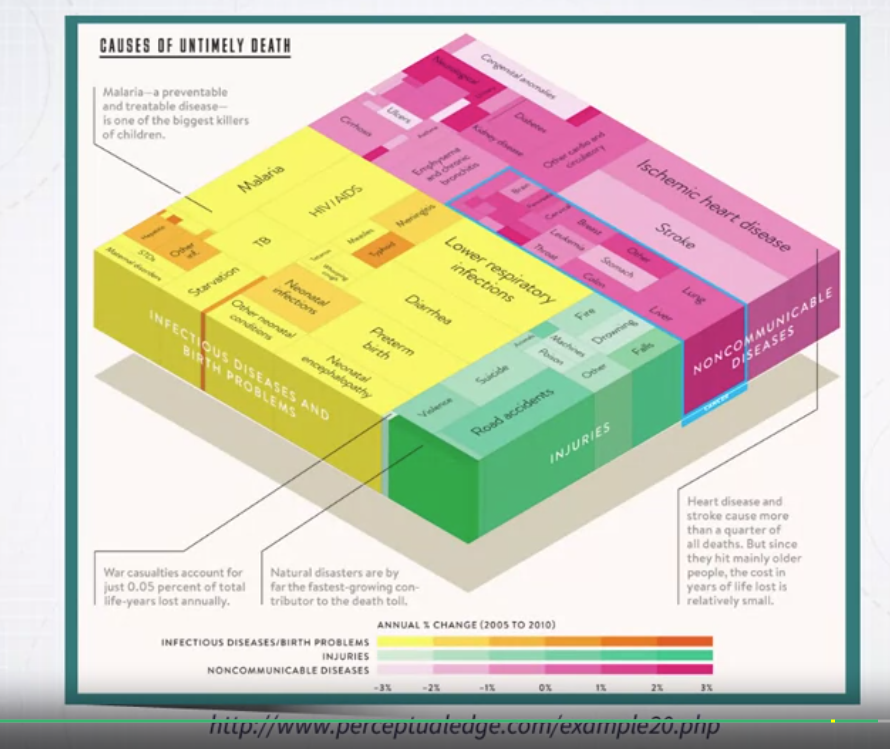 CAUSES OF UNTIMELY DEATH
Malaria—a preventable
and treatable disease—
is one of the biggest killers
of children.
Congenital anomalies
Neurological
Ulcers
Cirrhosis
Asthma
Kidney disease
Diabetes
Other cardio and
circulatory
Emphysema
and chronic
bronchitis
Ischemic heart disease
Stroke
Brain
Cervical
Breast
Leukemia
Other
Throat
Stomach
Colon
Lung
Liver
Malaria
HIV/AIDS
Meningitis
TB
Measles
Typhoid
Other
inf.
STDs
Maternal disorders
Starvation
Whooping
cough
Neonatal
infections
Other neonatal
conditions
Lower respiratory
infections
Diarrhea
Preterm
birth
Neonatal
encephalopathy
Fire
Drowning
Machines
Poison
Falls
Other
Suicide
Violence
Road accidents
INFECTIOUS DISEASES AND
BIRTH PROBLEMS
INJURIES
NONCOMMUNICABLE
DISEASES
CANCER
War casualties account for
just 0.05 percent of total
life-years lost annually.
Natural disasters are by
far the fastest-growing con-
tributor to the death toll.
Heart disease and
stroke cause more
than a quarter of
all deaths. But since
they hit mainly older
people, the cost in
years of life lost is
relatively small.
ANNUAL % CHANGE (2005 TO 2010)
INFECTIOUS DISEASES/BIRTH PROBLEMS
INJURIES
NONCOMMUNICABLE DISEASES
-3% -2% -1% 0% 1% 2% 3%
http://www.perceptualedge.com/example20.php